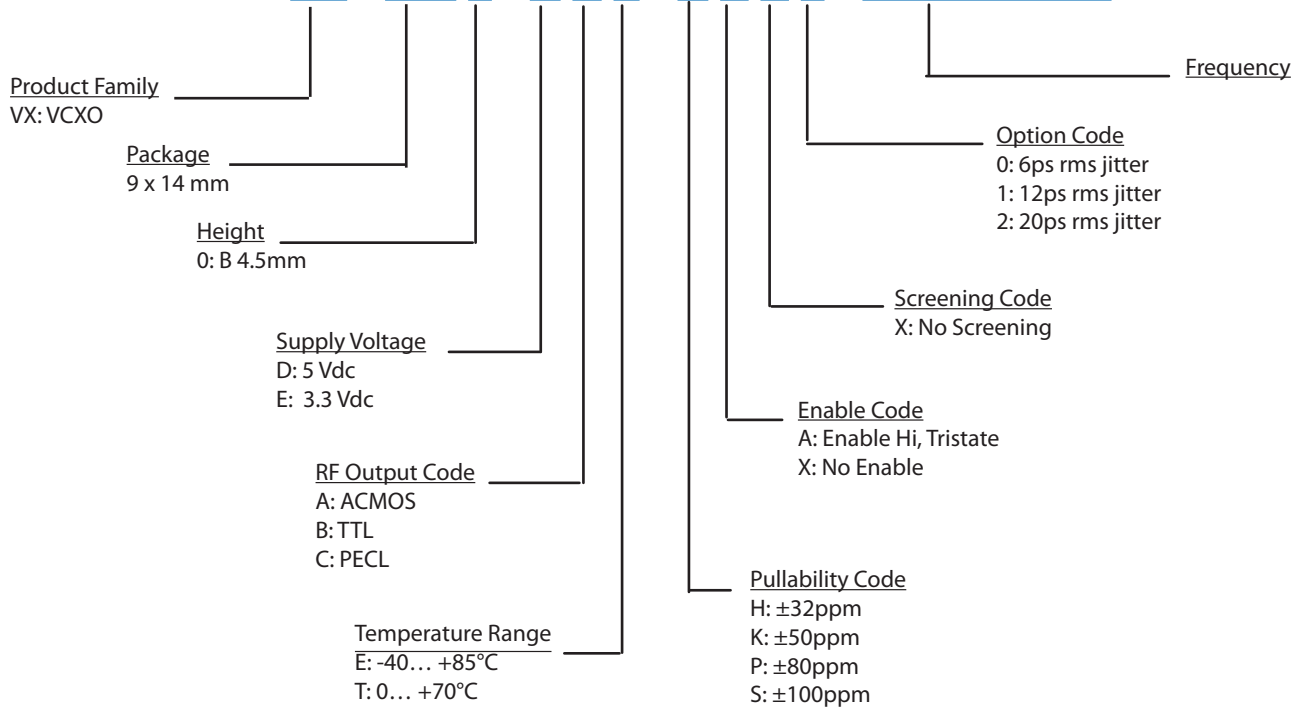 Product Family
VX: VCXO
Package
9 x 14 mm
Height
0: B 4.5mm
Supply Voltage
D: 5 Vdc
E: 3.3 Vdc
RF Output Code
A: ACMOS
B: TTL
C: PECL
Temperature Range
E: -40… +85°C
T: 0… +70°C
Frequency
Option Code
0: 6ps rms jitter
1: 12ps rms jitter
2: 20ps rms jitter
Screening Code
X: No Screening
Enable Code
A: Enable Hi, Tristate
X: No Enable
Pullability Code
H: ±32ppm
K: ±50ppm
P: ±80ppm
S: ±100ppm